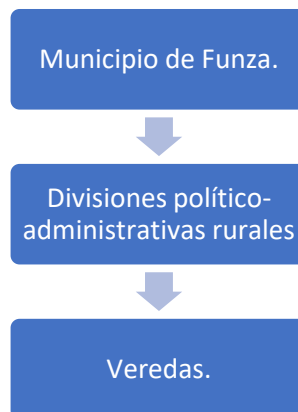 Municipio de Funza.
Divisiones político-
administrativas rurales
Veredas.